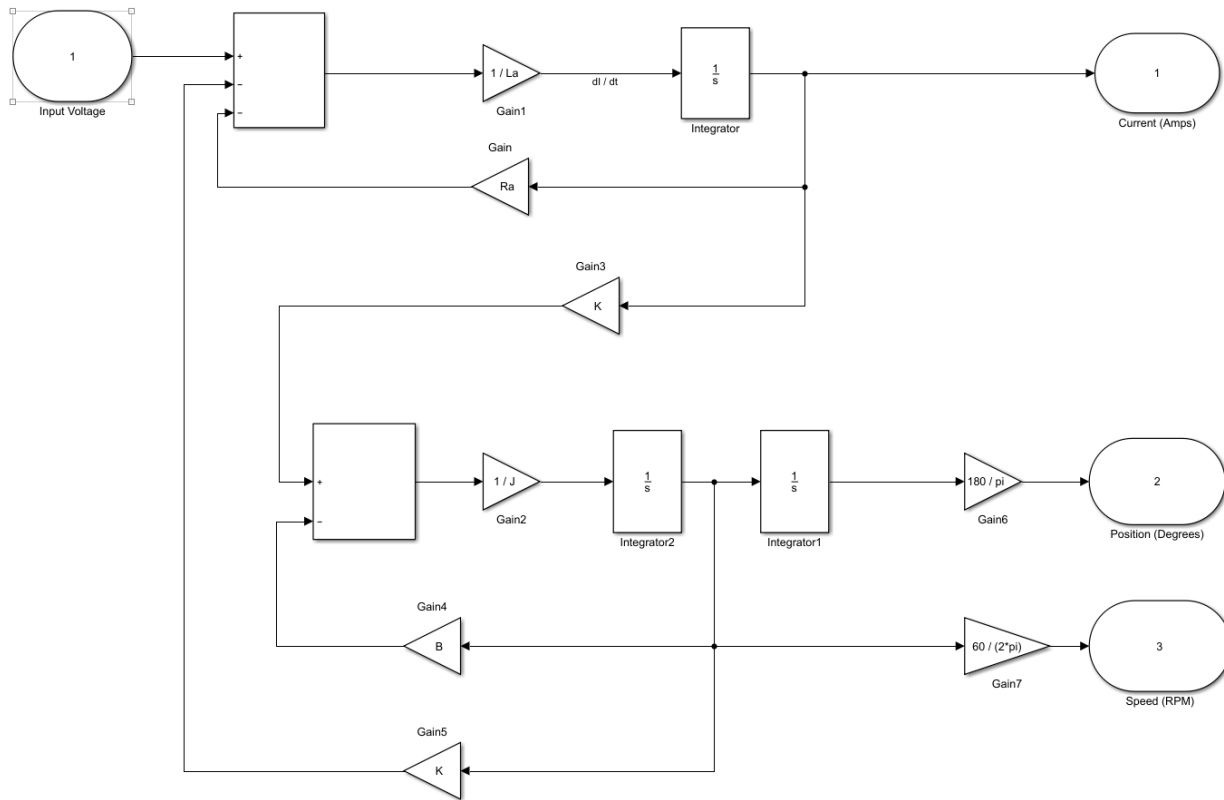 1
Input Voltage
+
−
−
1 / La
Gain1
dI / dt
1
s
Integrator
1
Current (Amps)
Gain
Ra
Gain3
K
+
−
1 / J
Gain2
1
s
Integrator2
1
s
Integrator1
180 / pi
Gain6
2
Position (Degrees)
Gain4
B
60 / (2*pi)
Gain7
3
Speed (RPM)
Gain5
K